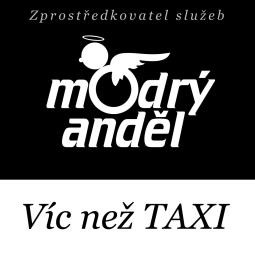 Zprostředkovatel služeb
modrý
anděl
Víc než TAXI